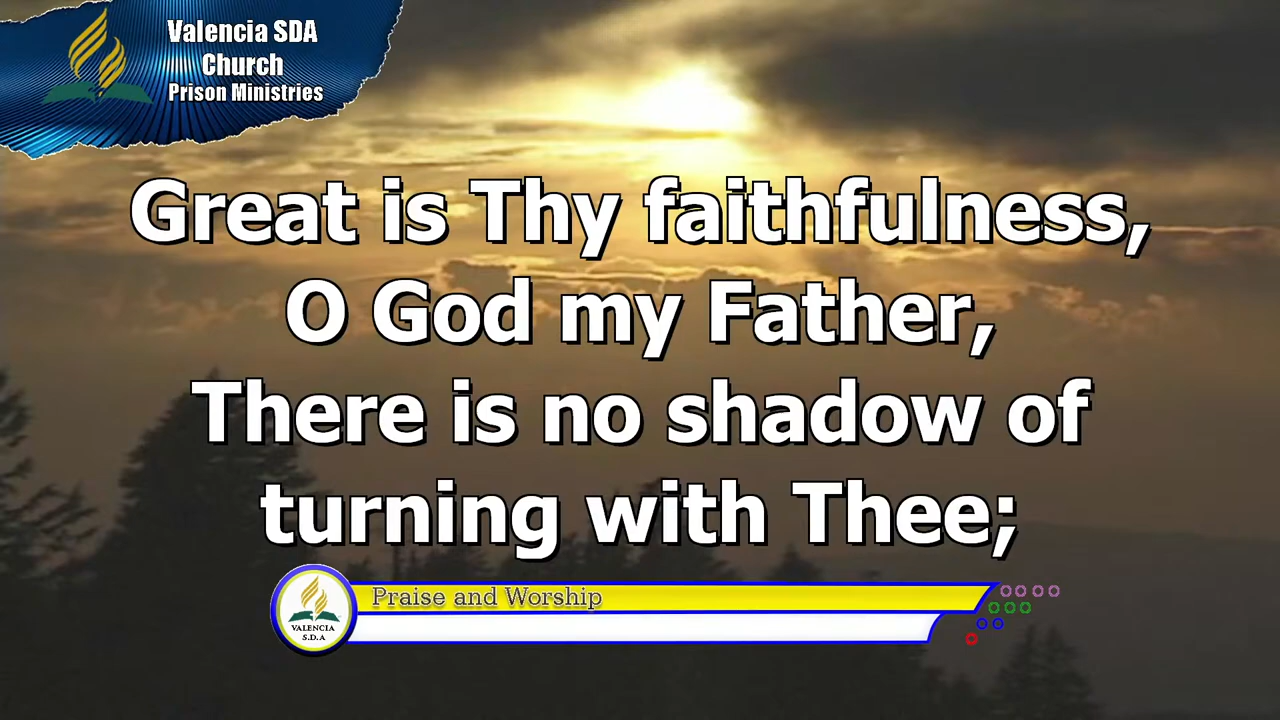 Valencia SDA
Church
Prison Ministries
Great is Thy faithfulness,
O God my Father,
There is no shadow of
turning with Thee;
Praise and Worship
VALENCIA
S.D.A